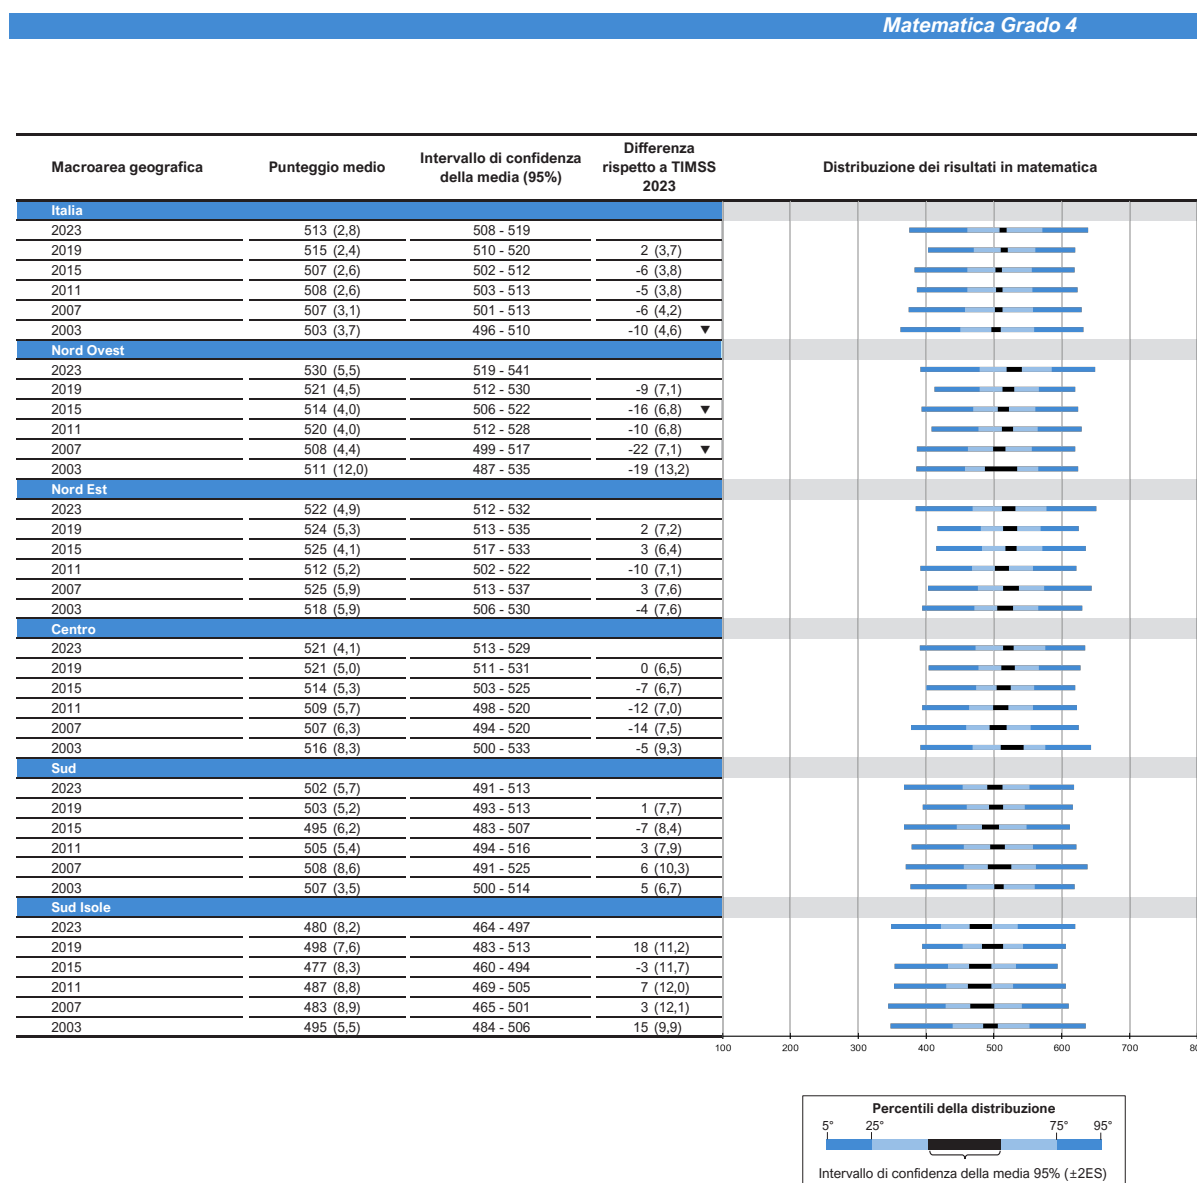 Matematica Grado 4
Macroarea geografica Punteggio medio Intervallo di confidenza della media (95%) Differenza rispetto a TIMSS 2023 Distribuzione dei risultati in matematica
Italia
2023 513 (2,8) 508 - 519
2019 515 (2,4) 510 - 520 2 (3,7)
2015 507 (2,6) 502 - 512 -6 (3,8)
2011 508 (2,6) 503 - 513 -5 (3,8)
2007 507 (3,1) 501 - 513 -6 (4,2)
2003 503 (3,7) 496 - 510 -10 (4,6) ▼
Nord Ovest
2023 530 (5,5) 519 - 541
2019 521 (4,5) 512 - 530 -9 (7,1)
2015 514 (4,0) 506 - 522 -16 (6,8) ▼
2011 520 (4,0) 512 - 528 -10 (6,8)
2007 508 (4,4) 499 - 517 -22 (7,1) ▼
2003 511 (12,0) 487 - 535 -19 (13,2)
Nord Est
2023 522 (4,9) 512 - 532
2019 524 (5,3) 513 - 535 2 (7,2)
2015 525 (4,1) 517 - 533 3 (6,4)
2011 512 (5,2) 502 - 522 -10 (7,1)
2007 525 (5,9) 513 - 537 3 (7,6)
2003 518 (5,9) 506 - 530 -4 (7,6)
Centro
2023 521 (4,1) 513 - 529
2019 521 (5,0) 511 - 531 0 (6,5)
2015 514 (5,3) 503 - 525 -7 (6,7)
2011 509 (5,7) 498 - 520 -12 (7,0)
2007 507 (6,3) 494 - 520 -14 (7,5)
2003 516 (8,3) 500 - 533 -5 (9,3)
Sud
2023 502 (5,7) 491 - 513
2019 503 (5,2) 493 - 513 1 (7,7)
2015 495 (6,2) 483 - 507 -7 (8,4)
2011 505 (5,4) 494 - 516 3 (7,9)
2007 508 (8,6) 491 - 525 6 (10,3)
2003 507 (3,5) 500 - 514 5 (6,7)
Sud Isole
2023 480 (8,2) 464 - 497
2019 498 (7,6) 483 - 513 18 (11,2)
2015 477 (8,3) 460 - 494 -3 (11,7)
2011 487 (8,8) 469 - 505 7 (12,0)
2007 483 (8,9) 465 - 501 3 (12,1)
2003 495 (5,5) 484 - 506 15 (9,9)
100 200 300 400 500 600 700
Percentili della distribuzione
5° 25° 75° 95°
Intervallo di confidenza della media 95% (±2ES)